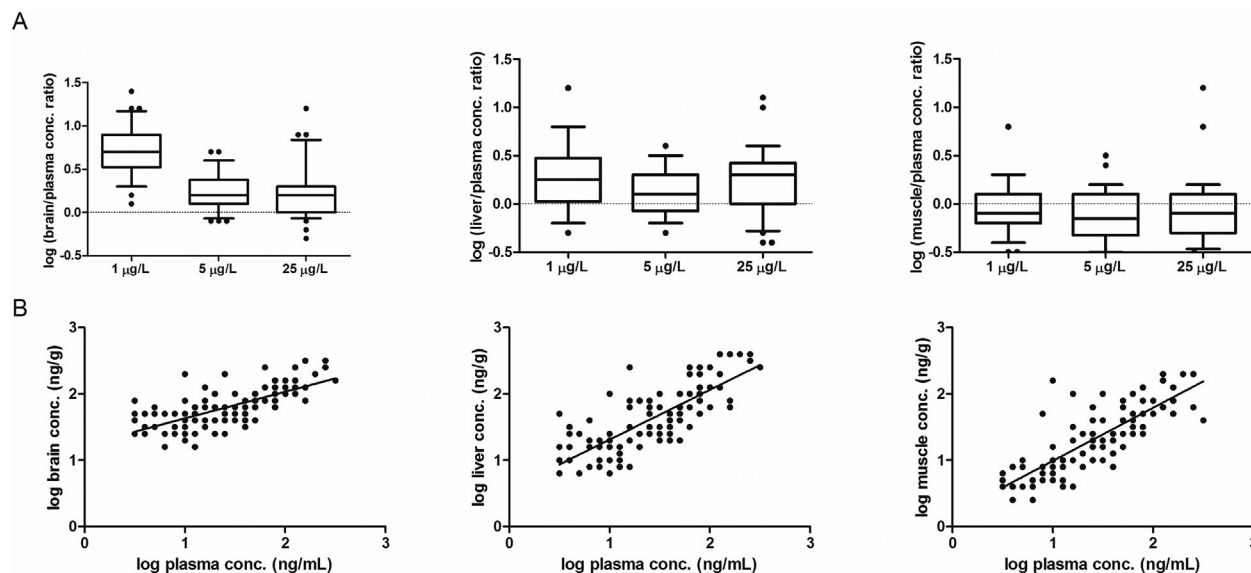 A
log (brain/plasma conc. ratio)
1.5
1.0
0.5
0.0
-0.5
1 μg/L 5 μg/L 25 μg/L
log (liver/plasma conc. ratio)
1.5
1.0
0.5
0.0
-0.5
1 μg/L 5 μg/L 25 μg/L
log (muscle/plasma conc. ratio)
1.5
1.0
0.5
0.0
-0.5
1 μg/L 5 μg/L 25 μg/L
B
log brain conc. (ng/g)
3
2
1
0
0 1 2 3
log plasma conc. (ng/mL)
log liver conc. (ng/g)
3
2
1
0
0 1 2 3
log plasma conc. (ng/mL)
log muscle conc. (ng/g)
3
2
1
0
0 1 2 3
log plasma conc. (ng/mL)